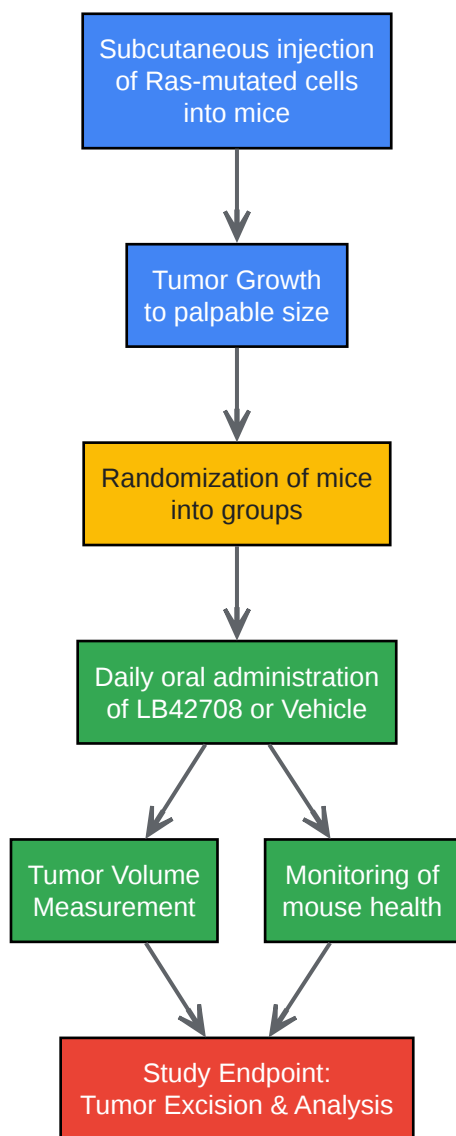 Subcutaneous injection
of Ras-mutated cells
into mice
Tumor Growth
to palpable size
Randomization of mice
into groups
Daily oral administration
of LB42708 or Vehicle
Tumor Volume
Measurement
Monitoring of
mouse health
Study Endpoint:
Tumor Excision & Analysis